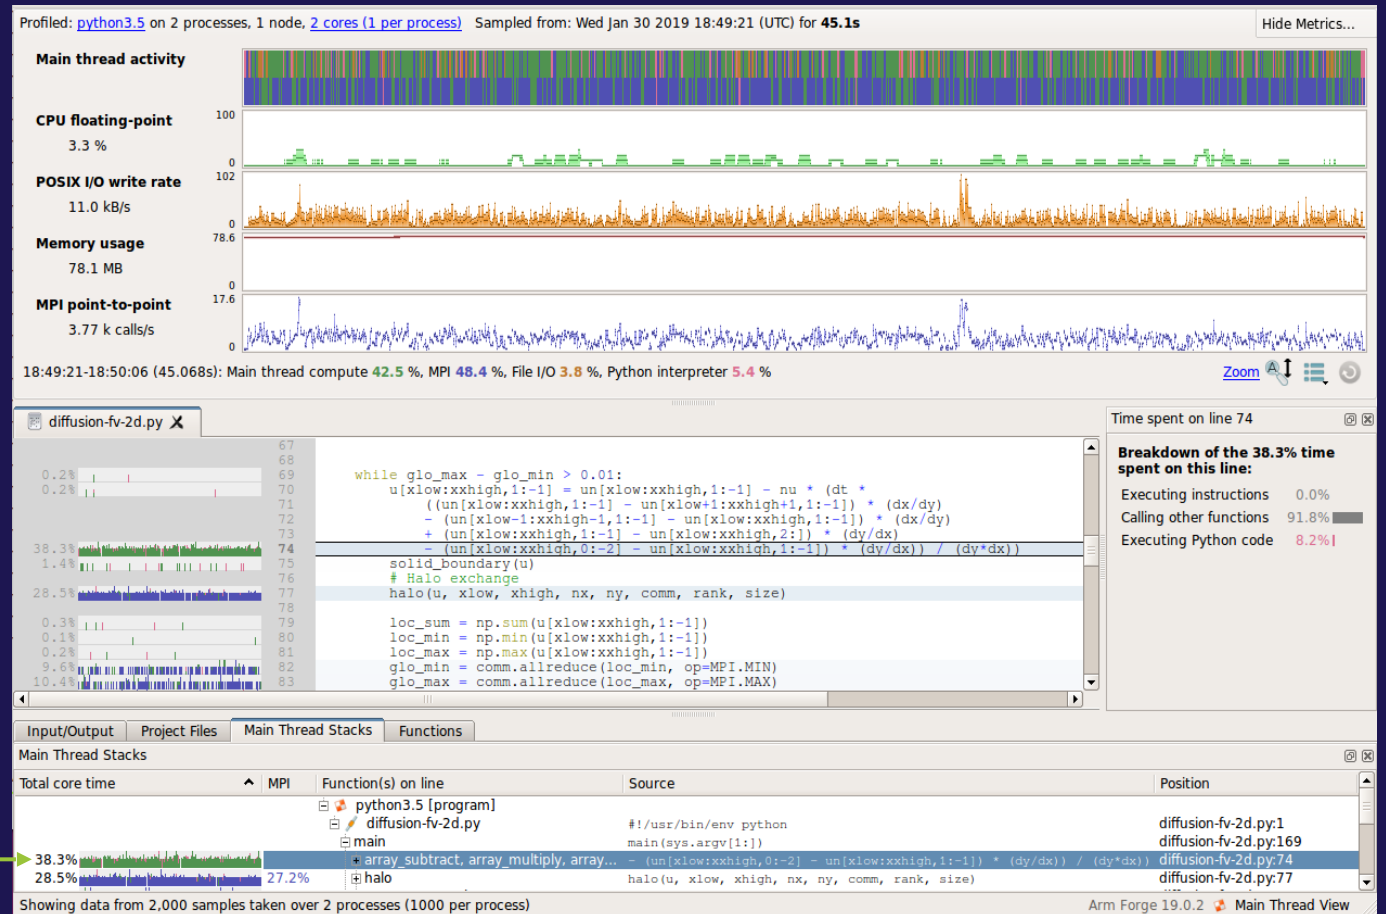 Profiled: python3.5 on 2 processes, 1 node, 2 cores (1 per process) Sampled from: Wed Jan 30 2019 18:49:21 (UTC) for 45.1s Hide Metrics...
Main thread activity
CPU floating-point 100
3.3 %
0
POSIX I/O write rate 102
11.0 kB/s
0
Memory usage 78.6
78.1 MB
0
MPI point-to-point 17.6
3.77 k calls/s
0
18:49:21-18:50:06 (45.068s): Main thread compute 42.5 %, MPI 48.4 %, File I/O 3.8 %, Python interpreter 5.4 % Zoom
diffusion-fv-2d.py
67
68
0.2% 69 while glo_max - glo_min > 0.01:
0.2% 70 u[xlow:xxhigh,1:-1] = un[xlow:xxhigh,1:-1] - nu * (dt *
71 ((un[xlow:xxhigh,1:-1] - un[xlow+1:xxhigh+1,1:-1]) * (dx/dy)
72 - (un[xlow-1:xxhigh-1,1:-1] - un[xlow:xxhigh,1:-1]) * (dx/dy)
73 + (un[xlow:xxhigh,1:-1] - un[xlow:xxhigh,2:]) * (dy/dx)
38.3% 74 - (un[xlow:xxhigh,0:-2] - un[xlow:xxhigh,1:-1]) * (dy/dx)) / (dy*dx))
1.4% 75 solid_boundary(u)
76 # Halo exchange
28.5% 77 halo(u, xlow, xhigh, nx, ny, comm, rank, size)
78
0.3% 79 loc_sum = np.sum(u[xlow:xxhigh,1:-1])
0.1% 80 loc_min = np.min(u[xlow:xxhigh,1:-1])
0.2% 81 loc_max = np.max(u[xlow:xxhigh,1:-1])
9.6% 82 glo_min = comm.allreduce(loc_min, op=MPI.MIN)
10.4% 83 glo_max = comm.allreduce(loc_max, op=MPI.MAX)
Time spent on line 74
Breakdown of the 38.3% time
spent on this line:
Executing instructions 0.0%
Calling other functions 91.8%
Executing Python code 8.2%
Input/Output Project Files Main Thread Stacks Functions
Main Thread Stacks
Total core time MPI Function(s) on line Source Position
python3.5 [program]
diffusion-fv-2d.py #!/usr/bin/env python diffusion-fv-2d.py:1
main main(sys.argv[1:]) diffusion-fv-2d.py:169
38.3% array_subtract, array_multiply, array... - (un[xlow:xxhigh,0:-2] - un[xlow:xxhigh,1:-1]) * (dy/dx)) / (dy*dx)) diffusion-fv-2d.py:74
28.5% 27.2% halo halo(u, xlow, xhigh, nx, ny, comm, rank, size) diffusion-fv-2d.py:77
Showing data from 2,000 samples taken over 2 processes (1000 per process) Arm Forge 19.0.2 Main Thread View